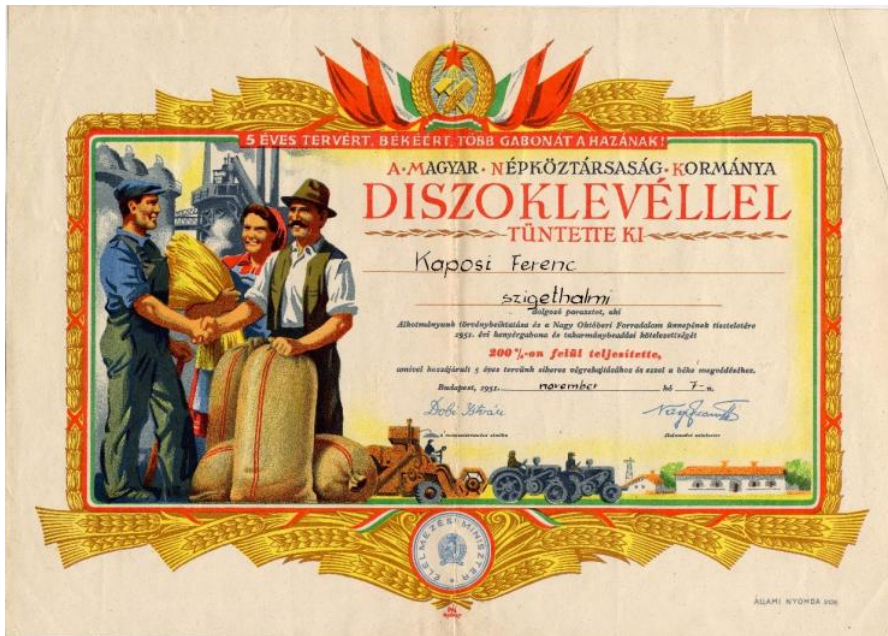 5 ÉVES TERVÉRT, BÉKÉÉRT, TÖBB GABONÁT A HAZÁNAK!
A·MAGYAR·NÉPKÖZTÁRSASÁG·KORMÁNYA
DISZOKLEVÉLLEL
TÜNTETTE KI
Kaposi Ferenc
szigethalmi
dolgozó parasztot, aki
Alkotmányunk törvénybeiktatása és a Nagy Októberi Forradalom ünnepének tiszteletére
1951. évi kenyérgabona és takarmánybeadási kötelezettségét
200%-on felül teljesítette,
amivel hozzájárult 5 éves tervünk sikeres végrehajtásához és ezzel a béke megvédéséhez.
Budapest, 1951. november hó 7-n.
Dobi István
a minisztertanács elnöke
ÉLELMEZÉSI MINISZTER
ÁLLAMI NYOMDA